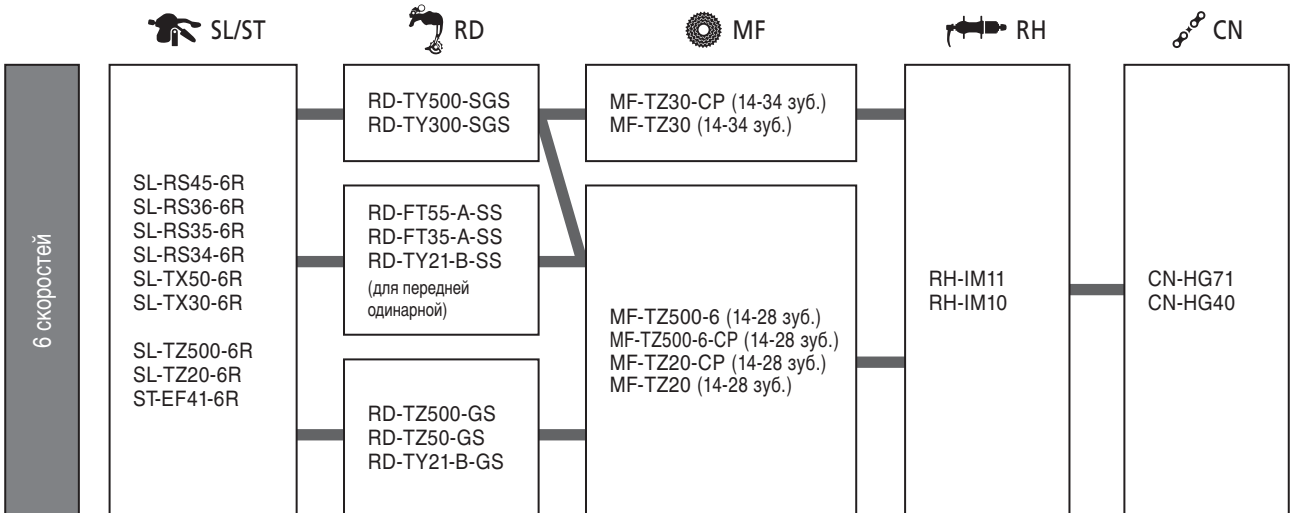 SL/ST
RD
MF
RH
CN
6 скоростей
SL-RS45-6R
SL-RS36-6R
SL-RS35-6R
SL-RS34-6R
SL-TX50-6R
SL-TX30-6R
SL-TZ500-6R
SL-TZ20-6R
ST-EF41-6R
RD-TY500-SGS
RD-TY300-SGS
RD-FT55-A-SS
RD-FT35-A-SS
RD-TY21-B-SS
(для передней
одинарной)
RD-TZ500-GS
RD-TZ50-GS
RD-TY21-B-GS
MF-TZ30-CP (14-34 зуб.)
MF-TZ30 (14-34 зуб.)
MF-TZ500-6 (14-28 зуб.)
MF-TZ500-6-CP (14-28 зуб.)
MF-TZ20-CP (14-28 зуб.)
MF-TZ20 (14-28 зуб.)
RH-IM11
RH-IM10
CN-HG71
CN-HG40